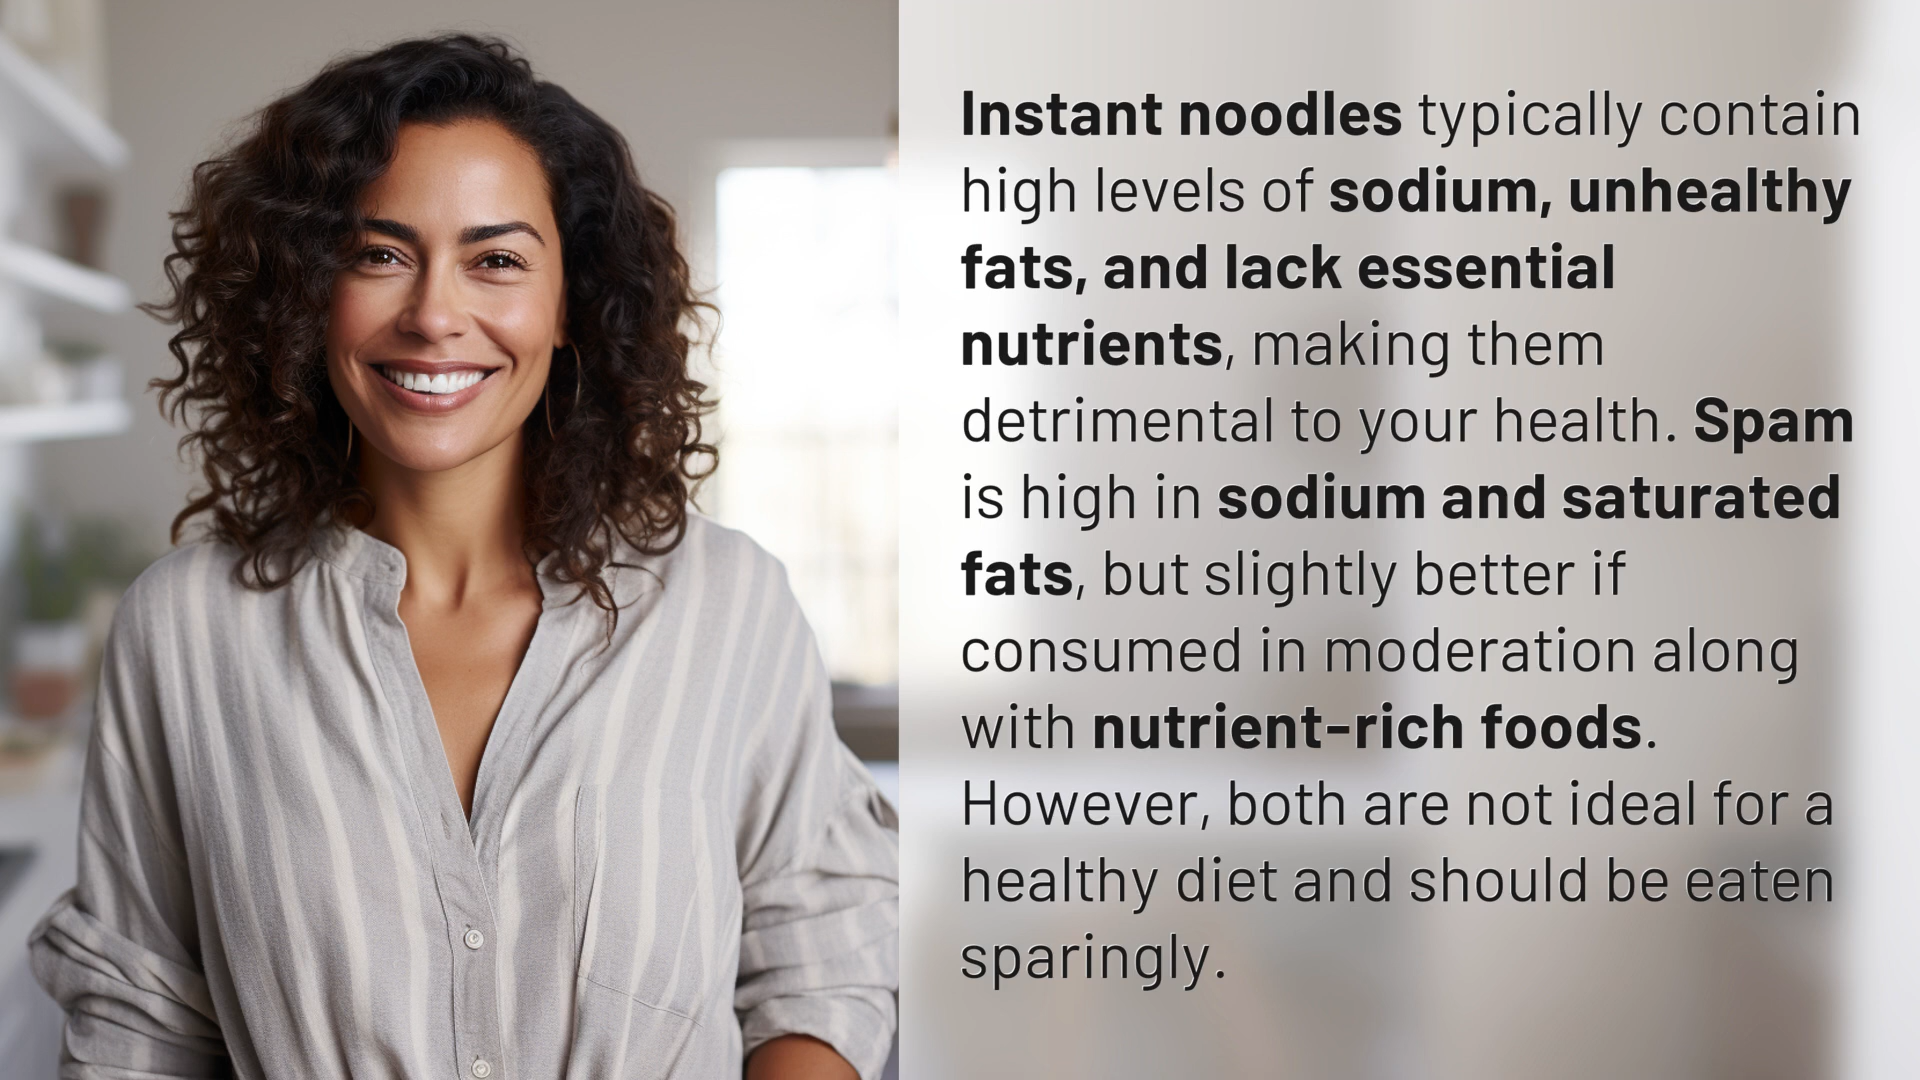 Instant noodles typically contain
high levels of sodium, unhealthy
fats, and lack essential
nutrients, making them
detrimental to your health. Spam
is high in sodium and saturated
fats, but slightly better if
consumed in moderation along
with nutrient-rich foods.
However, both are not ideal for a
healthy diet and should be eaten
sparingly.